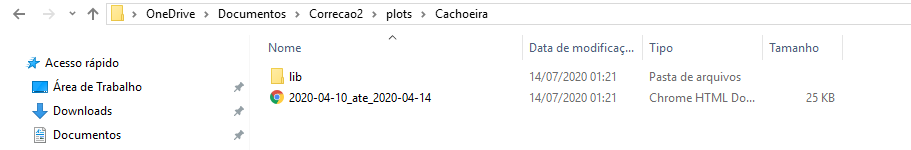 OneDrive > Documentos > Correcao2 > plots > Cachoeira
Nome Data de modificaç... Tipo Tamanho
Acesso rápido
lib 14/07/2020 01:21 Pasta de arquivos
Área de Trabalho
2020-04-10_ate_2020-04-14 14/07/2020 01:21 Chrome HTML Do... 25 KB
Downloads
Documentos